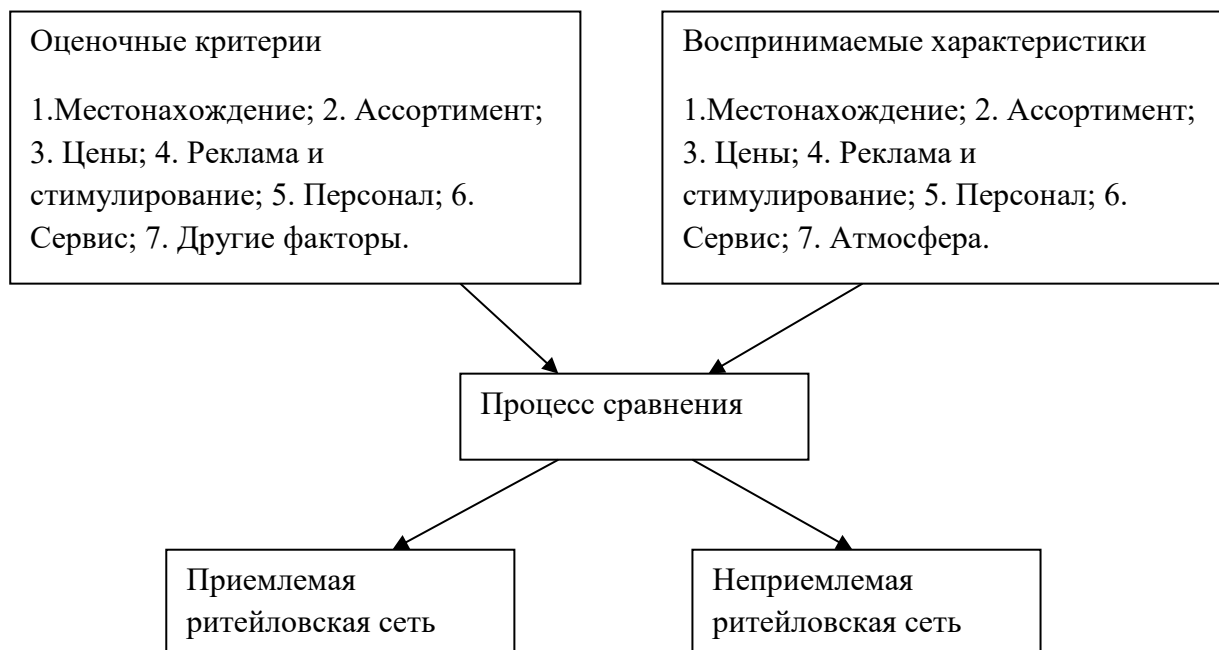 Оценочные критерии
1.Местонахождение; 2. Ассортимент;
3. Цены; 4. Реклама и
стимулирование; 5. Персонал; 6.
Сервис; 7. Другие факторы.
Воспринимаемые характеристики
1.Местонахождение; 2. Ассортимент;
3. Цены; 4. Реклама и
стимулирование; 5. Персонал; 6.
Сервис; 7. Атмосфера.
Процесс сравнения
Приемлемая
ритейловская сеть
Неприемлемая
ритейловская сеть